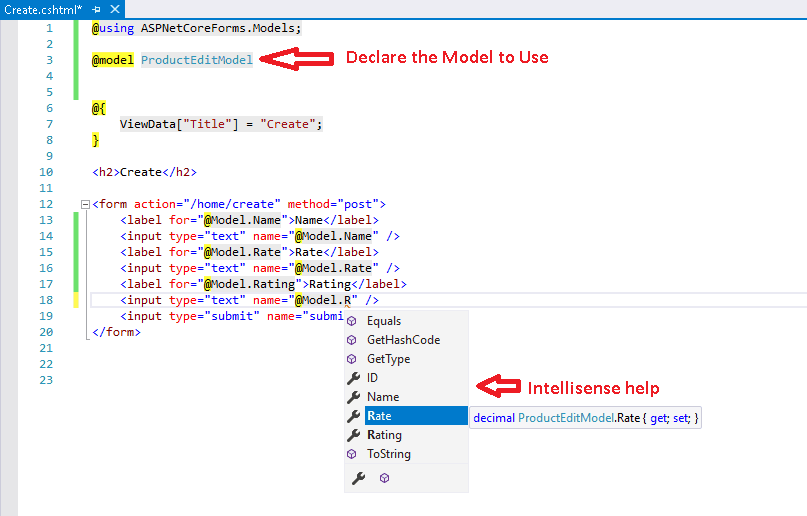 Create.cshtml*
1 @using ASPNetCoreForms.Models;
2
3 @model ProductEditModel
Declare the Model to Use
4
5
6 @{
7 ViewData["Title"] = "Create";
8 }
9
10 <h2>Create</h2>
11
12 <form action="/home/create" method="post">
13 <label for="@Model.Name">Name</label>
14 <input type="text" name="@Model.Name" />
15 <label for="@Model.Rate">Rate</label>
16 <input type="text" name="@Model.Rate" />
17 <label for="@Model.Rating">Rating</label>
18 <input type="text" name="@Model.R" />
19 <input type="submit" name="submi
20 </form>
21
22
23
Equals
GetHashCode
GetType
ID
Name
Rate
Rating
ToString
Intellisense help
decimal ProductEditModel.Rate { get; set; }